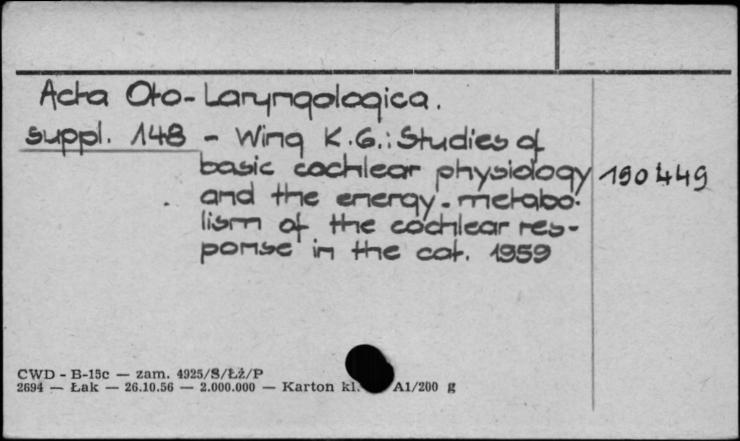 Acta Oto-Laryngologica.
suppl. 148 - Wing K.G.: Studies of
basic cochlear physiology 190449
and the energy-metabo-
lism of the cochlear res-
ponse in the cat. 1959
CWD - B-15c — zam. 4925/S/Łż/P
2694 — Łak — 26.10.56 — 2.000.000 — Karton kl. A1/200 g